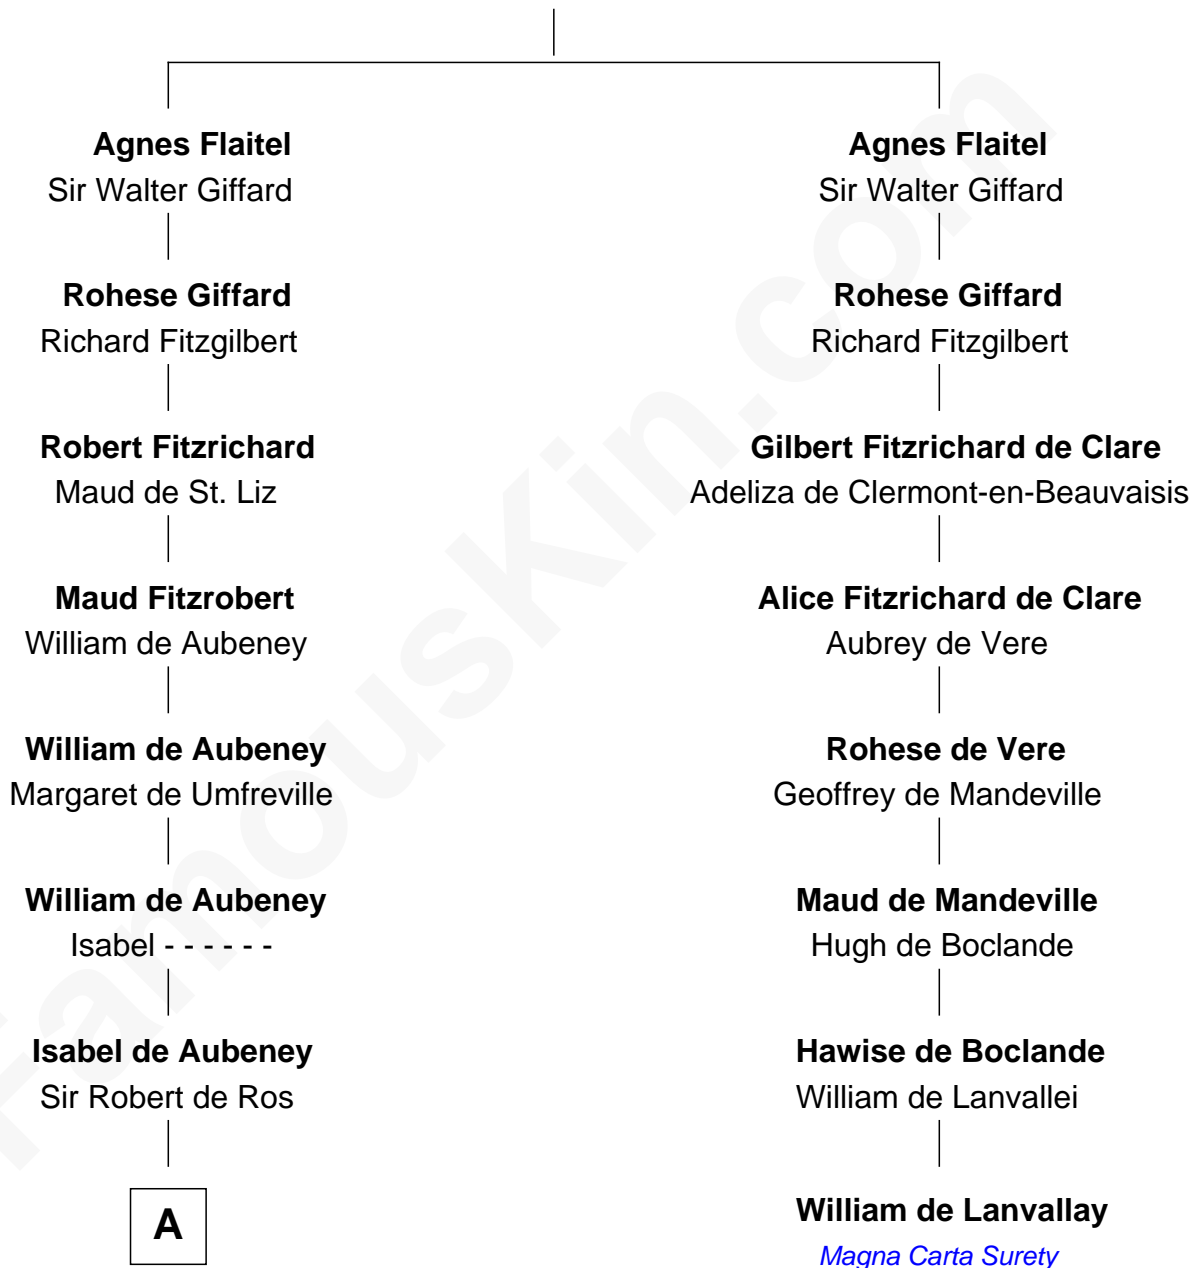 Agnes Flaitel
Sir Walter Giffard
Rohese Giffard
Richard Fitzgilbert
Robert Fitzrichard
Maud de St. Liz
Maud Fitzrobert
William de Aubeney
William de Aubeney
Margaret de Umfreville
William de Aubeney
Isabel - - - - - -
Isabel de Aubeney
Sir Robert de Ros
A
Agnes Flaitel
Sir Walter Giffard
Rohese Giffard
Richard Fitzgilbert
Gilbert Fitzrichard de Clare
Adeliza de Clermont-en-Beauvaisis
Alice Fitzrichard de Clare
Aubrey de Vere
Rohese de Vere
Geoffrey de Mandeville
Maud de Mandeville
Hugh de Boclande
Hawise de Boclande
William de Lanvallei
William de Lanvallay
Magna Carta Surety
FamousKin.com